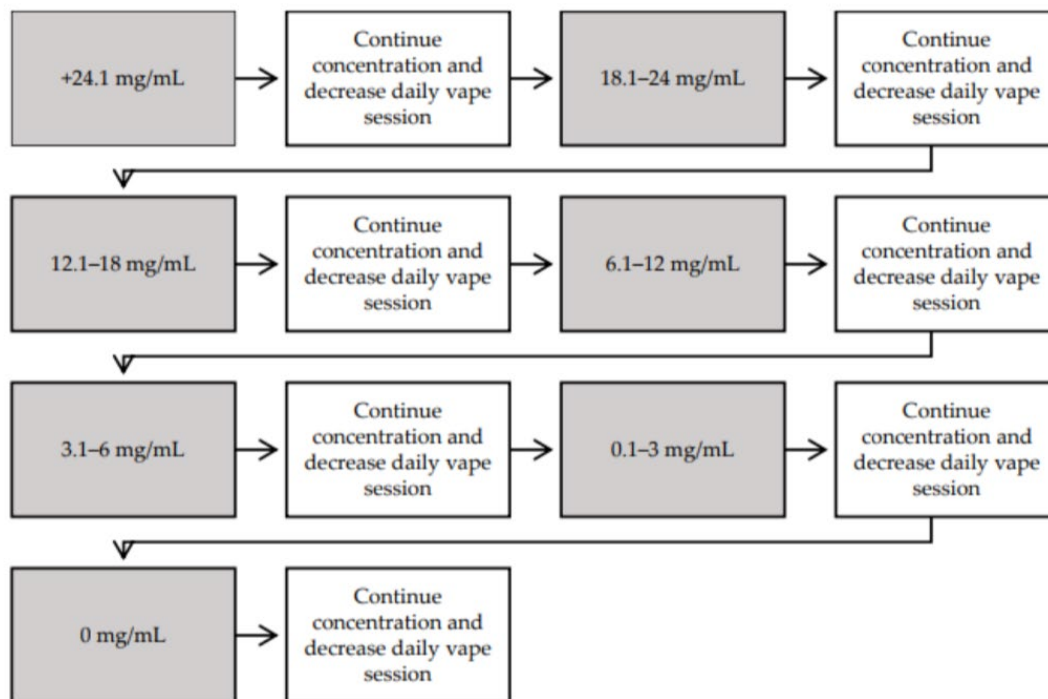 +24.1 mg/mL
Continue
concentration and
decrease daily vape
session
18.1–24 mg/mL
Continue
concentration and
decrease daily vape
session
12.1–18 mg/mL
Continue
concentration and
decrease daily vape
session
6.1–12 mg/mL
Continue
concentration and
decrease daily vape
session
3.1–6 mg/mL
Continue
concentration and
decrease daily vape
session
0.1–3 mg/mL
Continue
concentration and
decrease daily vape
session
0 mg/mL
Continue
concentration and
decrease daily vape
session